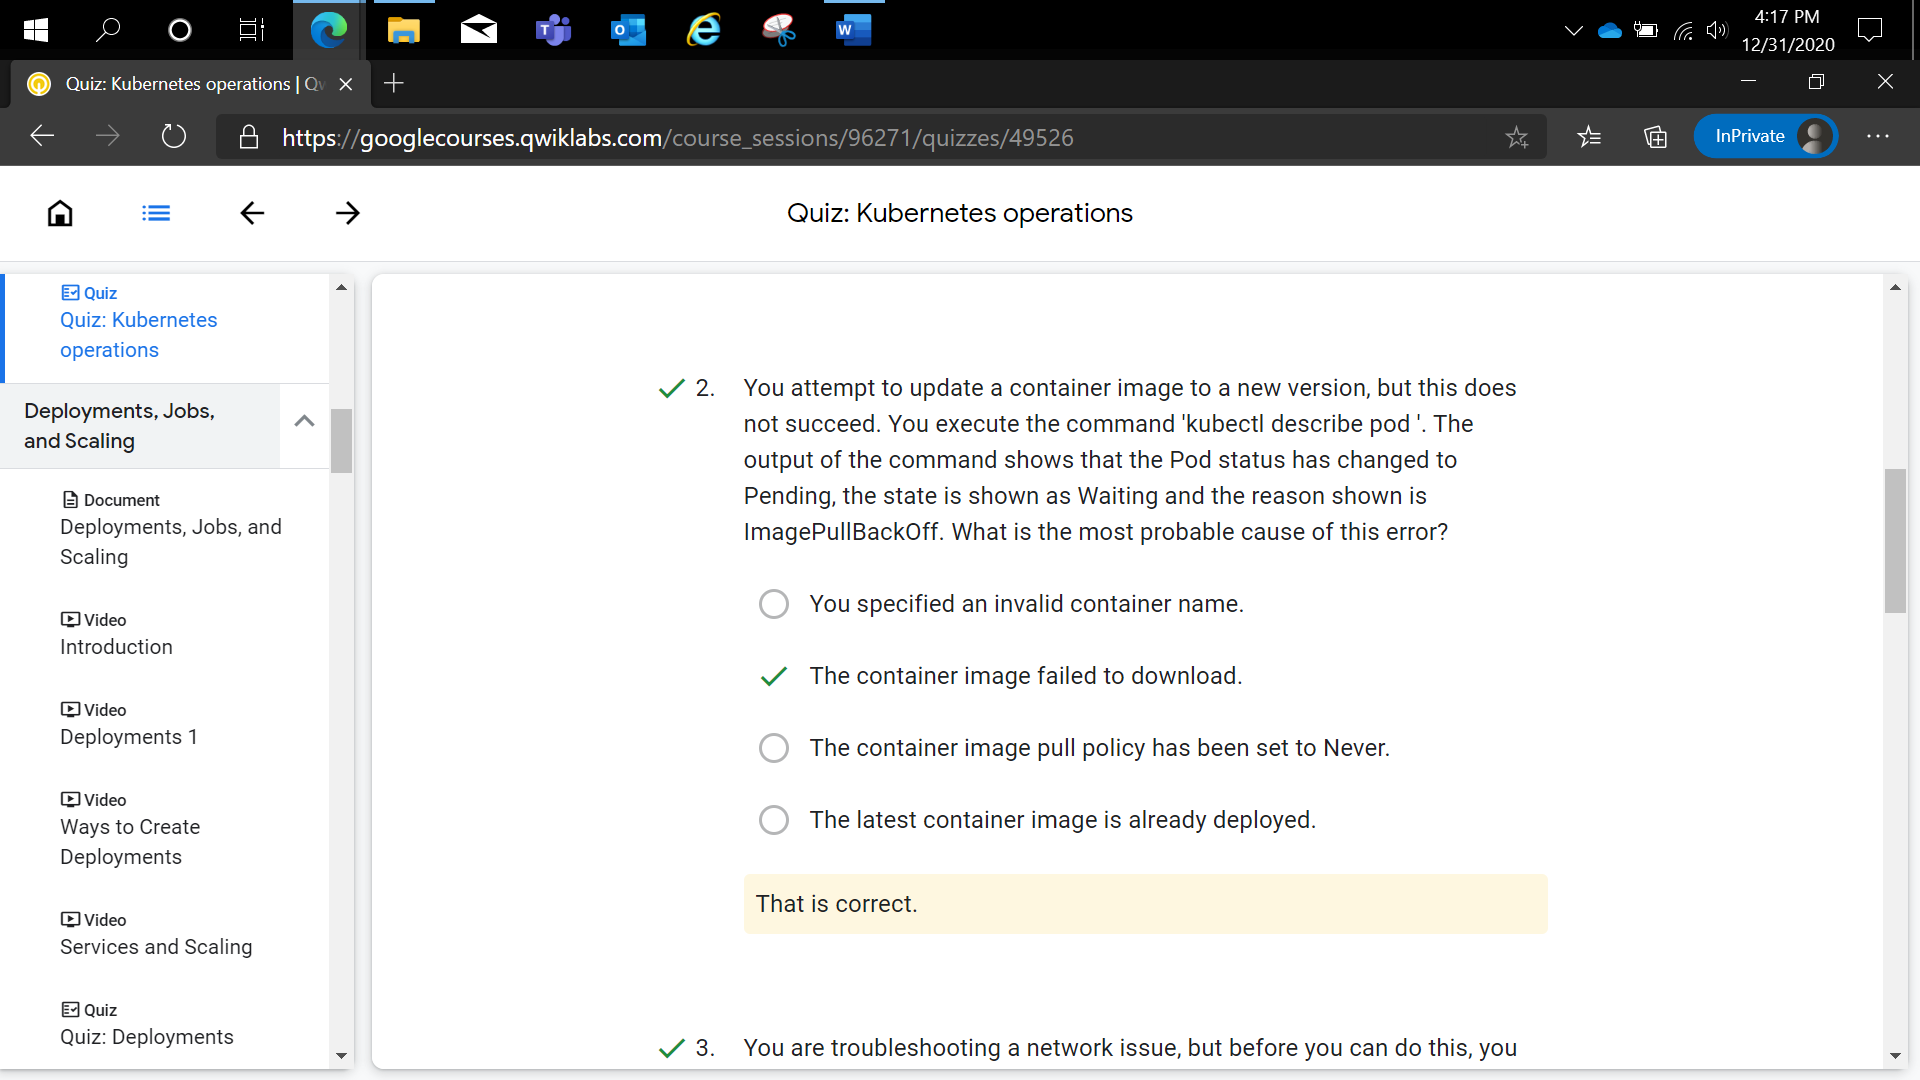 4:17 PM
12/31/2020
Quiz: Kubernetes operations | Qw
https://googlecourses.qwiklabs.com/course_sessions/96271/quizzes/49526
InPrivate
Quiz: Kubernetes operations
Quiz
Quiz: Kubernetes
operations
Deployments, Jobs,
and Scaling
Document
Deployments, Jobs, and
Scaling
Video
Introduction
Video
Deployments 1
Video
Ways to Create
Deployments
Video
Services and Scaling
Quiz
Quiz: Deployments
2. You attempt to update a container image to a new version, but this does
not succeed. You execute the command 'kubectl describe pod '. The
output of the command shows that the Pod status has changed to
Pending, the state is shown as Waiting and the reason shown is
ImagePullBackOff. What is the most probable cause of this error?
You specified an invalid container name.
The container image failed to download.
The container image pull policy has been set to Never.
The latest container image is already deployed.
That is correct.
3. You are troubleshooting a network issue, but before you can do this, you